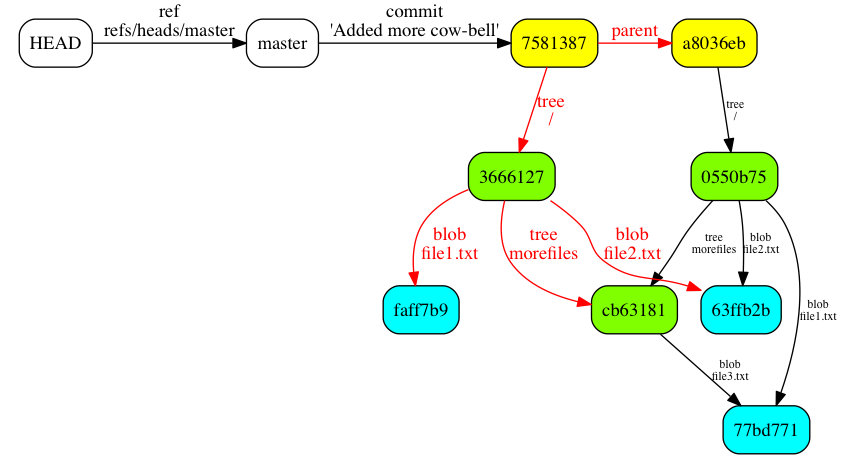 ref
refs/heads/master
commit
'Added more cow-bell'
HEAD
master
7581387
parent
a8036eb
tree
/
tree
/
3666127
0550b75
blob
file1.txt
tree
morefiles
blob
file2.txt
tree
morefiles
blob
file2.txt
blob
file1.txt
faff7b9
cb63181
63ffb2b
blob
file3.txt
77bd771